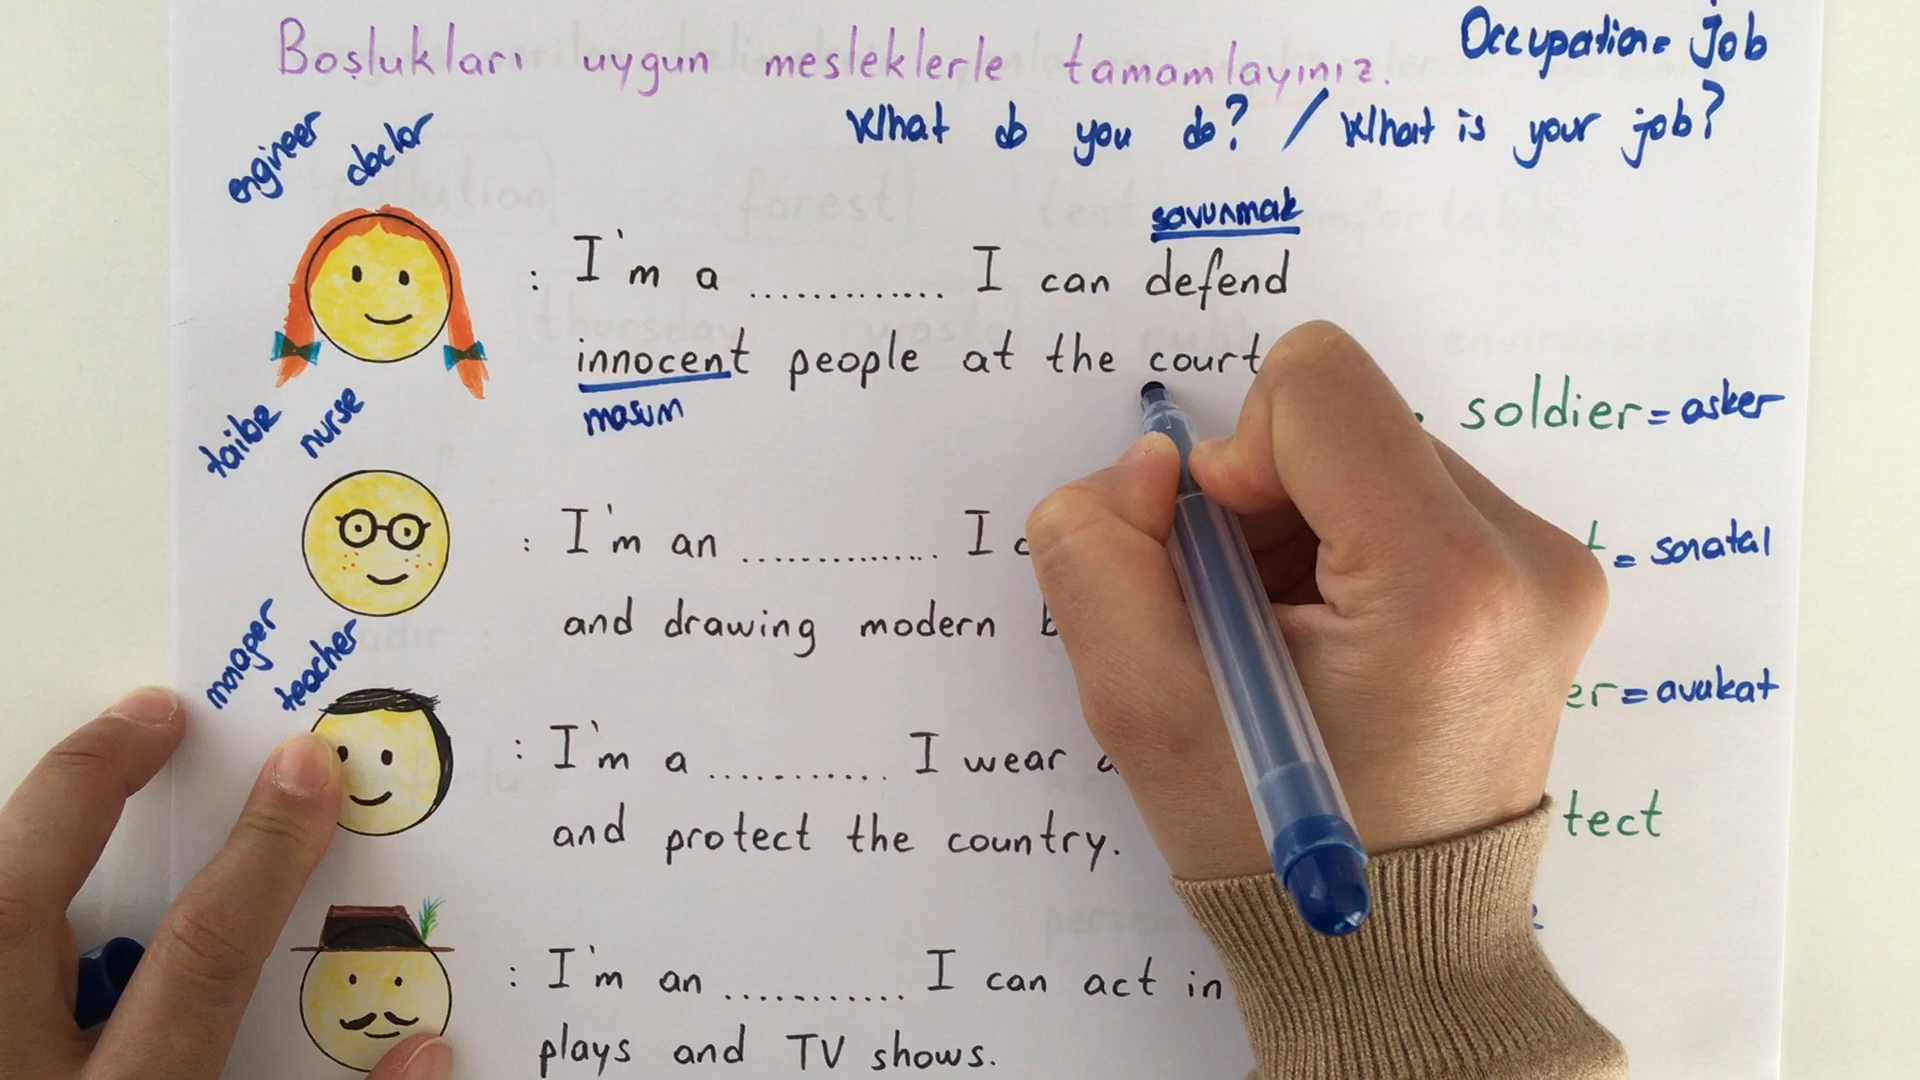 Boşlukları uygun mesleklerle tamamlayınız.
Occupation= Job
What do you do? / What is your job?
engineer
doctor
savunmak
: I'm a ............. I can defend
innocent people at the court
masum
soldier= asker
nurse
: I'm an .............. I
= sonatal
and drawing modern
er= avukat
manager
teacher
: I'm a ............ I wear
tect
and protect the country.
: I'm an ............ I can act in
plays and TV shows.